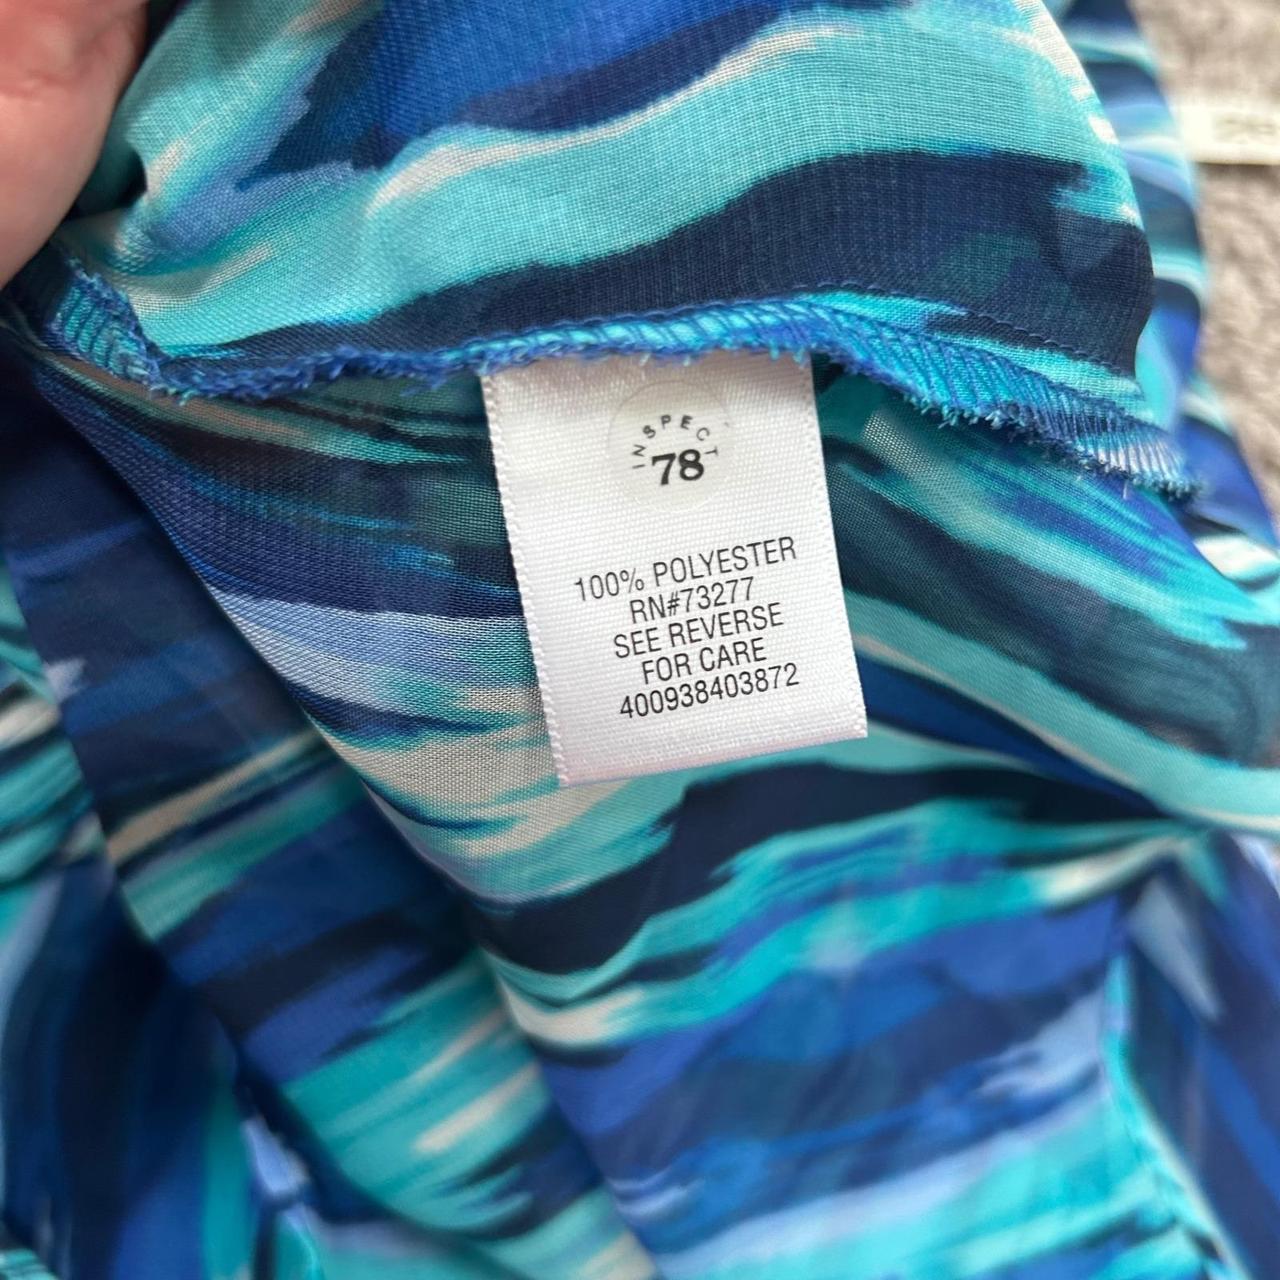 INSPECT
78
100% POLYESTER
RN#73277
SEE REVERSE
FOR CARE
400938403872